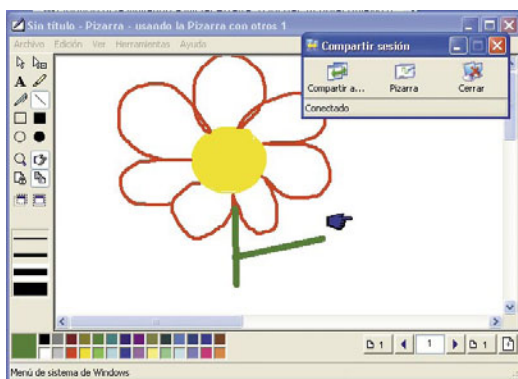 Sin título - Pizarra - usando la Pizarra con otros 1
Archivo Edición Ver Herramientas Ayuda
Compartir sesión
Compartir a... Pizarra Cerrar
Conectado
A
1 1 1
Menú de sistema de Windows